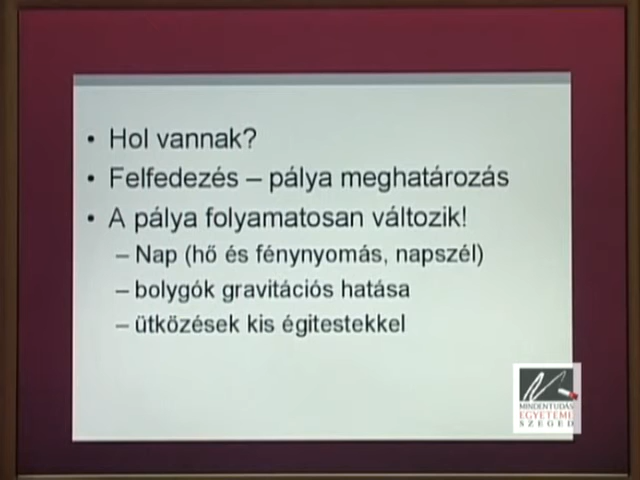 • Hol vannak?
• Felfedezés – pálya meghatározás
• A pálya folyamatosan változik!
– Nap (hő és fénynyomás, napszél)
– bolygók gravitációs hatása
– ütközések kis égitestekkel
MINDENTUDÁS
EGYETEME
SZEGED